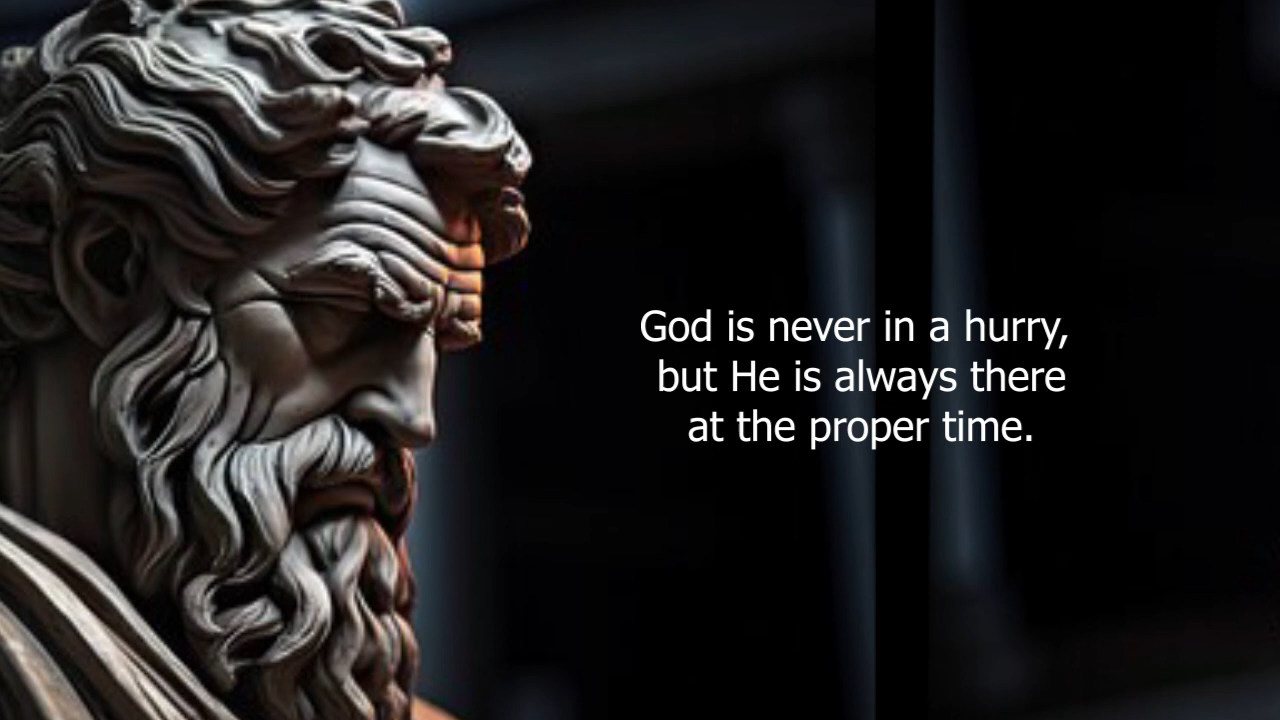 God is never in a hurry,
but He is always there
at the proper time.